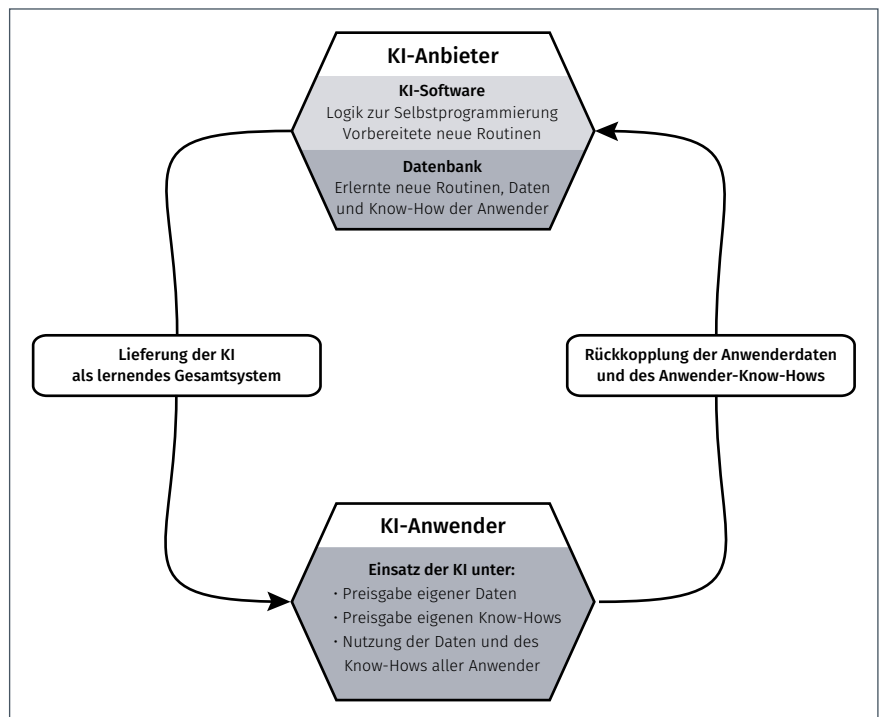 KI-Anbieter
KI-Software
Logik zur Selbstprogrammierung
Vorbereitete neue Routinen
Datenbank
Erlernte neue Routinen, Daten
und Know-How der Anwender
Lieferung der KI
als lernendes Gesamtsystem
Rückkopplung der Anwenderdaten
und des Anwender-Know-Hows
KI-Anwender
Einsatz der KI unter:
· Preisgabe eigener Daten
· Preisgabe eigenen Know-Hows
· Nutzung der Daten und des
Know-Hows aller Anwender